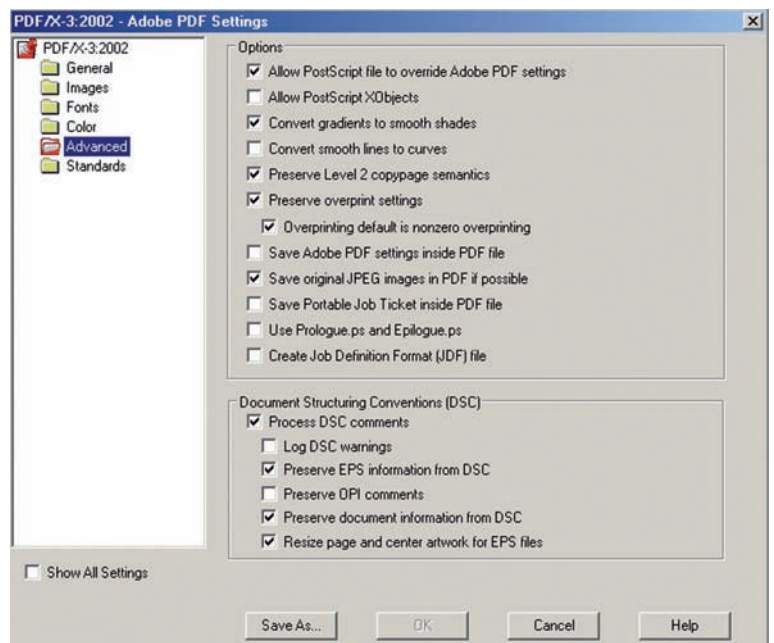 PDF/X-3:2002 - Adobe PDF Settings
PDF/X-3:2002
General
Images
Fonts
Color
Advanced
Standards
Options
Allow PostScript file to override Adobe PDF settings
Allow PostScript XObjects
Convert gradients to smooth shades
Convert smooth lines to curves
Preserve Level 2 copypage semantics
Preserve overprint settings
Overprinting default is nonzero overprinting
Save Adobe PDF settings inside PDF file
Save original JPEG images in PDF if possible
Save Portable Job Ticket inside PDF file
Use Prologue.ps and Epilogue.ps
Create Job Definition Format (JDF) file
Document Structuring Conventions (DSC)
Process DSC comments
Log DSC warnings
Preserve EPS information from DSC
Preserve OPI comments
Preserve document information from DSC
Resize page and center artwork for EPS files
Show All Settings
Save As... OK Cancel Help